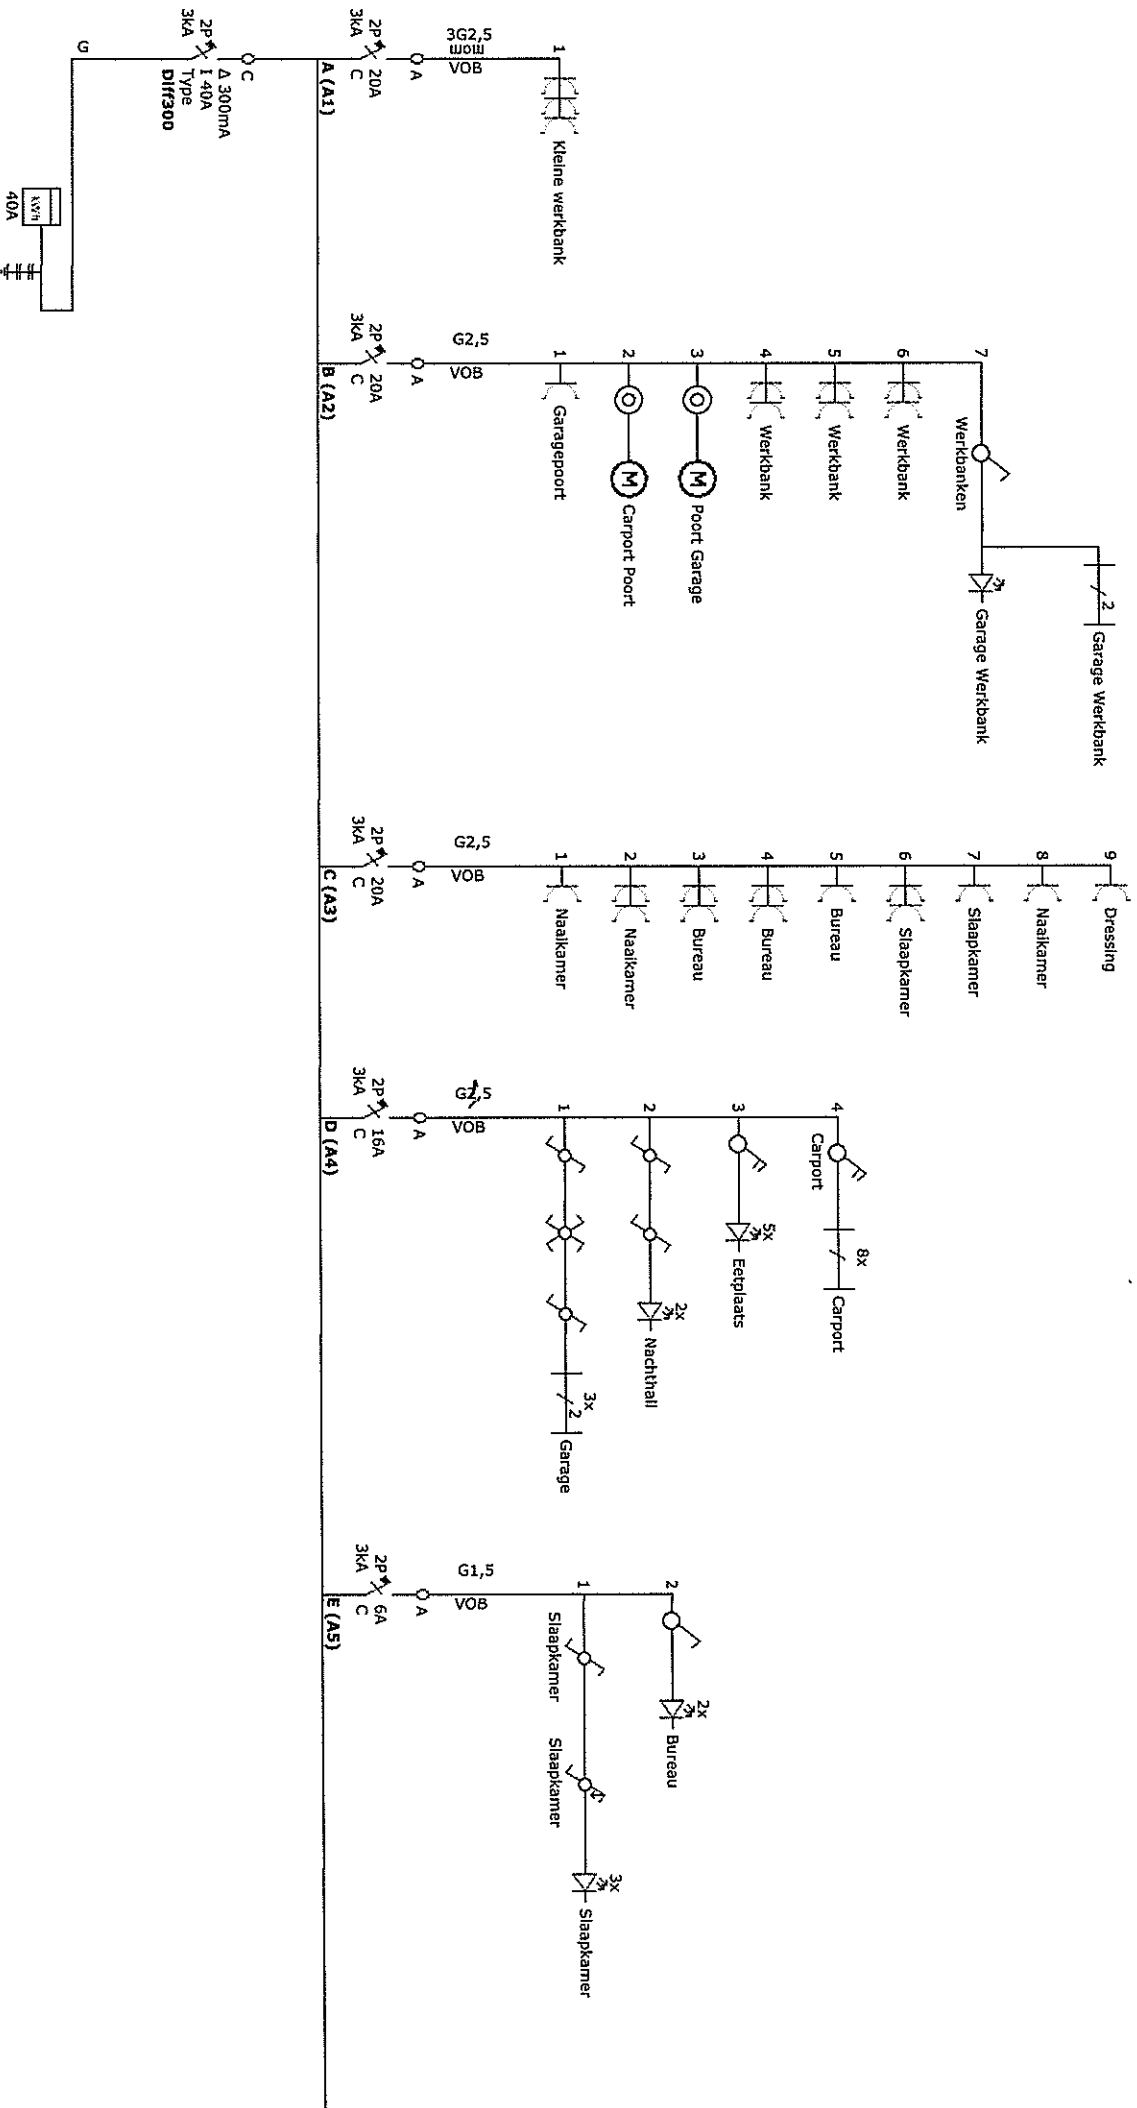 G
40A
kWh
2P
3kA
Δ 300mA
I 40A
Type
Diff300
C
A (A1)
2P
3kA
20A
C
A
3G2,5
VOB
1
Kleine werkbank
B (A2)
2P
3kA
20A
C
A
G2,5
VOB
1
Garagepoort
2
M
Carport Poort
3
M
Poort Garage
4
Werkbank
5
Werkbank
6
Werkbank
7
Werkbanken
Garage Werkbank
2
Garage Werkbank
C (A3)
2P
3kA
20A
C
A
G2,5
VOB
1
Naaikamer
2
Naaikamer
3
Bureau
4
Bureau
5
Bureau
6
Slaapkamer
7
Slaapkamer
8
Naaikamer
9
Dressing
D (A4)
2P
3kA
16A
C
A
G2,5
VOB
1
3x
2
Garage
2
2x
Nachthall
3
5x
Eetplaats
4
Carport
8x
Carport
E (A5)
2P
3kA
6A
C
A
G1,5
VOB
1
Slaapkamer
Slaapkamer
3x
Slaapkamer
2
2x
Bureau